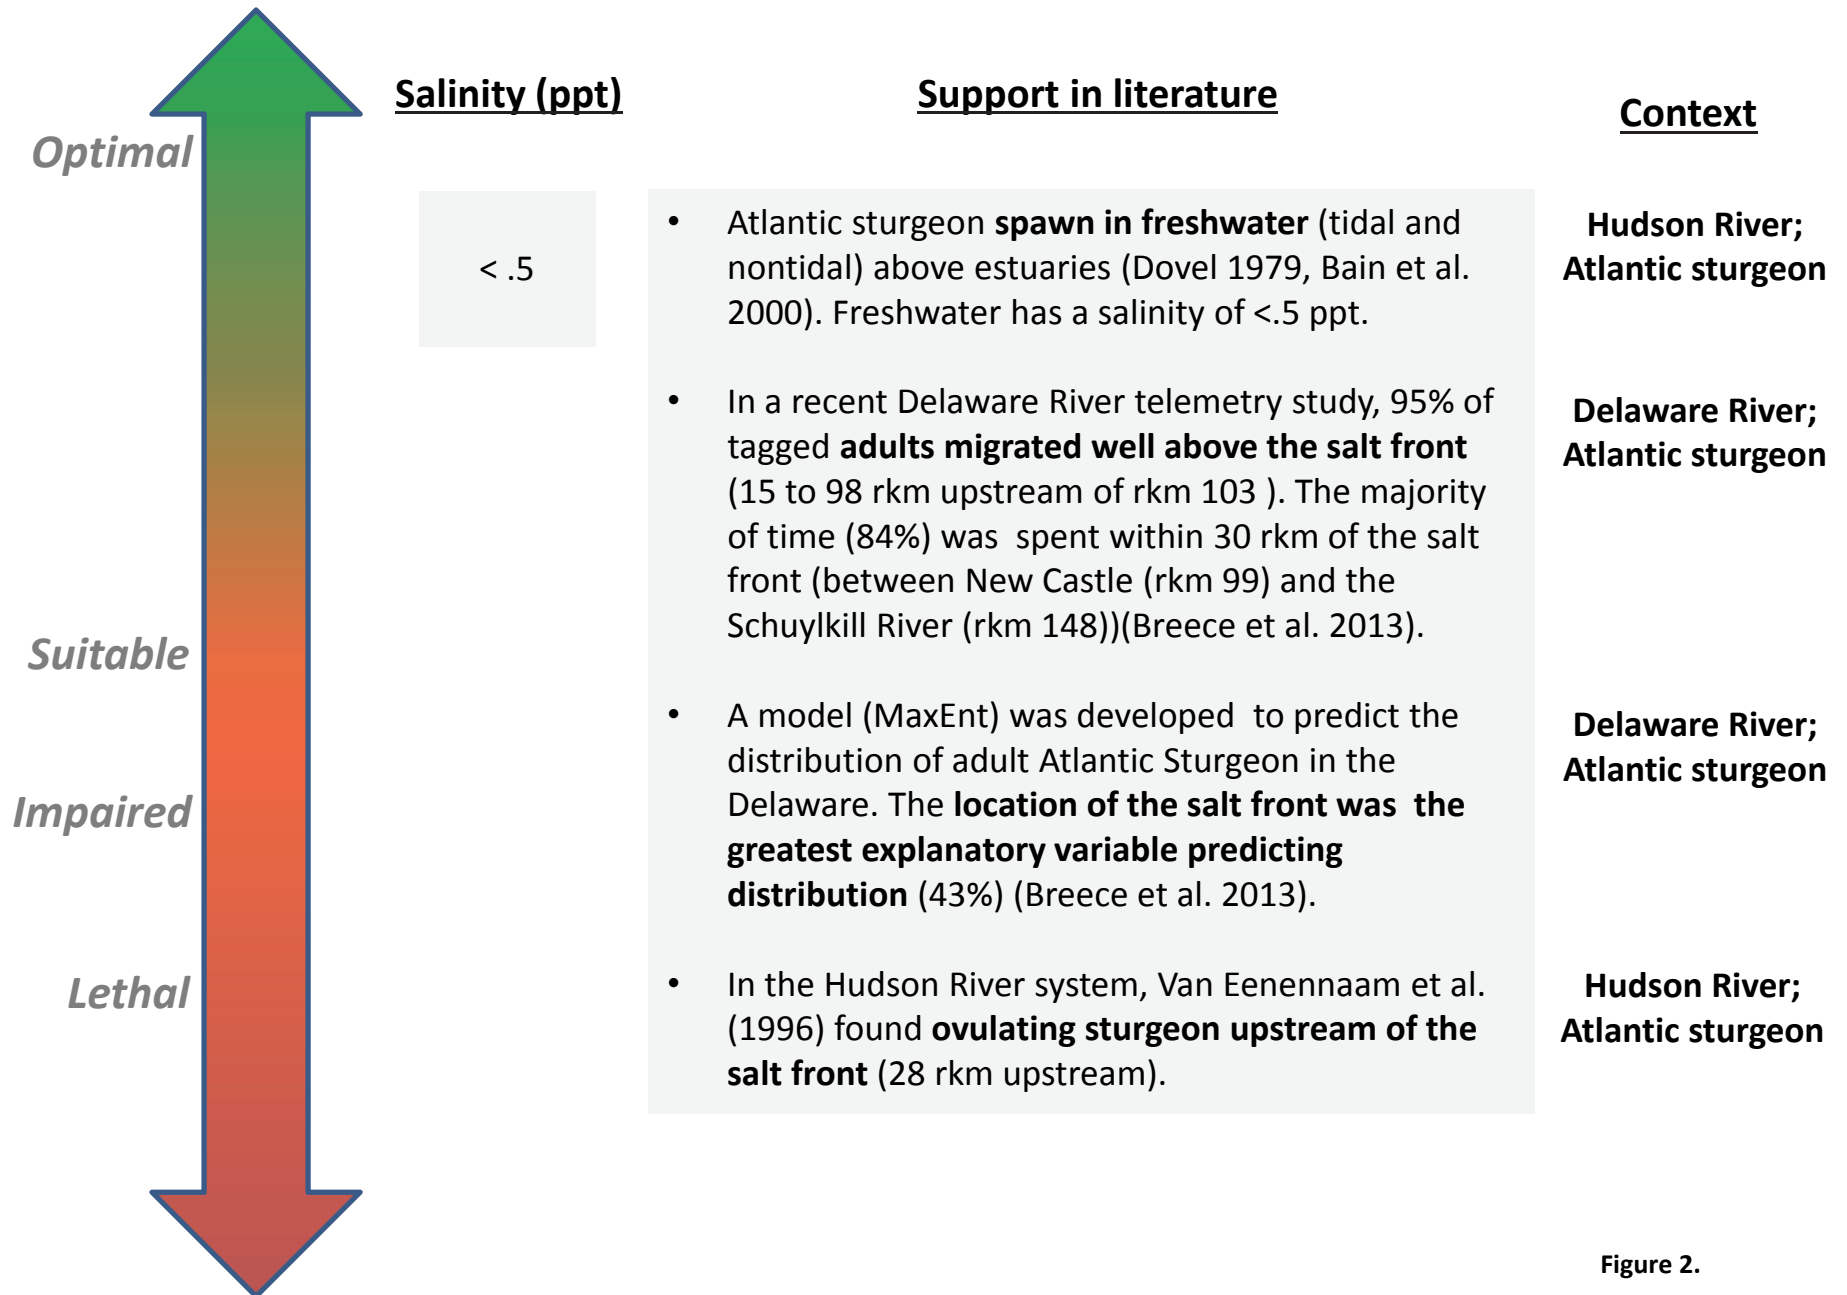 Salinity (ppt)
Support in literature
Context
Optimal
Suitable
Impaired
Lethal
< .5
• Atlantic sturgeon spawn in freshwater (tidal and
nontidal) above estuaries (Dovel 1979, Bain et al.
2000). Freshwater has a salinity of <.5 ppt.
Hudson River;
Atlantic sturgeon
• In a recent Delaware River telemetry study, 95% of
tagged adults migrated well above the salt front
(15 to 98 rkm upstream of rkm 103 ). The majority
of time (84%) was  spent within 30 rkm of the salt
front (between New Castle (rkm 99) and the
Schuylkill River (rkm 148))(Breece et al. 2013).
Delaware River;
Atlantic sturgeon
• A model (MaxEnt) was developed  to predict the
distribution of adult Atlantic Sturgeon in the
Delaware. The location of the salt front was  the
greatest explanatory variable predicting
distribution (43%) (Breece et al. 2013).
Delaware River;
Atlantic sturgeon
• In the Hudson River system, Van Eenennaam et al.
(1996) found ovulating sturgeon upstream of the
salt front (28 rkm upstream).
Hudson River;
Atlantic sturgeon
Figure 2.